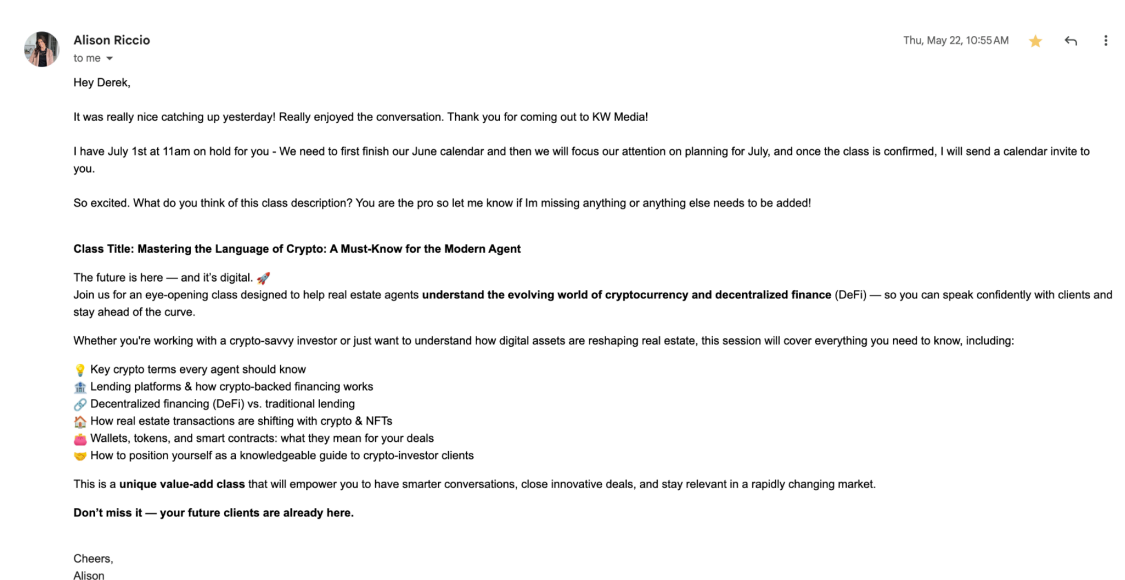 Alison Riccio
Thu, May 22, 10:55 AM
to me
Hey Derek,
It was really nice catching up yesterday! Really enjoyed the conversation. Thank you for coming out to KW Media!
I have July 1st at 11am on hold for you - We need to first finish our June calendar and then we will focus our attention on planning for July, and once the class is confirmed, I will send a calendar invite to
you.
So excited. What do you think of this class description? You are the pro so let me know if Im missing anything or anything else needs to be added!
Class Title: Mastering the Language of Crypto: A Must-Know for the Modern Agent
The future is here — and it's digital. 🚀
Join us for an eye-opening class designed to help real estate agents understand the evolving world of cryptocurrency and decentralized finance (DeFi) — so you can speak confidently with clients and
stay ahead of the curve.
Whether you're working with a crypto-savvy investor or just want to understand how digital assets are reshaping real estate, this session will cover everything you need to know, including:
💡 Key crypto terms every agent should know
🏦 Lending platforms & how crypto-backed financing works
🔗 Decentralized financing (DeFi) vs. traditional lending
🏠 How real estate transactions are shifting with crypto & NFTs
👛 Wallets, tokens, and smart contracts: what they mean for your deals
🤝 How to position yourself as a knowledgeable guide to crypto-investor clients
This is a unique value-add class that will empower you to have smarter conversations, close innovative deals, and stay relevant in a rapidly changing market.
Don't miss it — your future clients are already here.
Cheers,
Alison